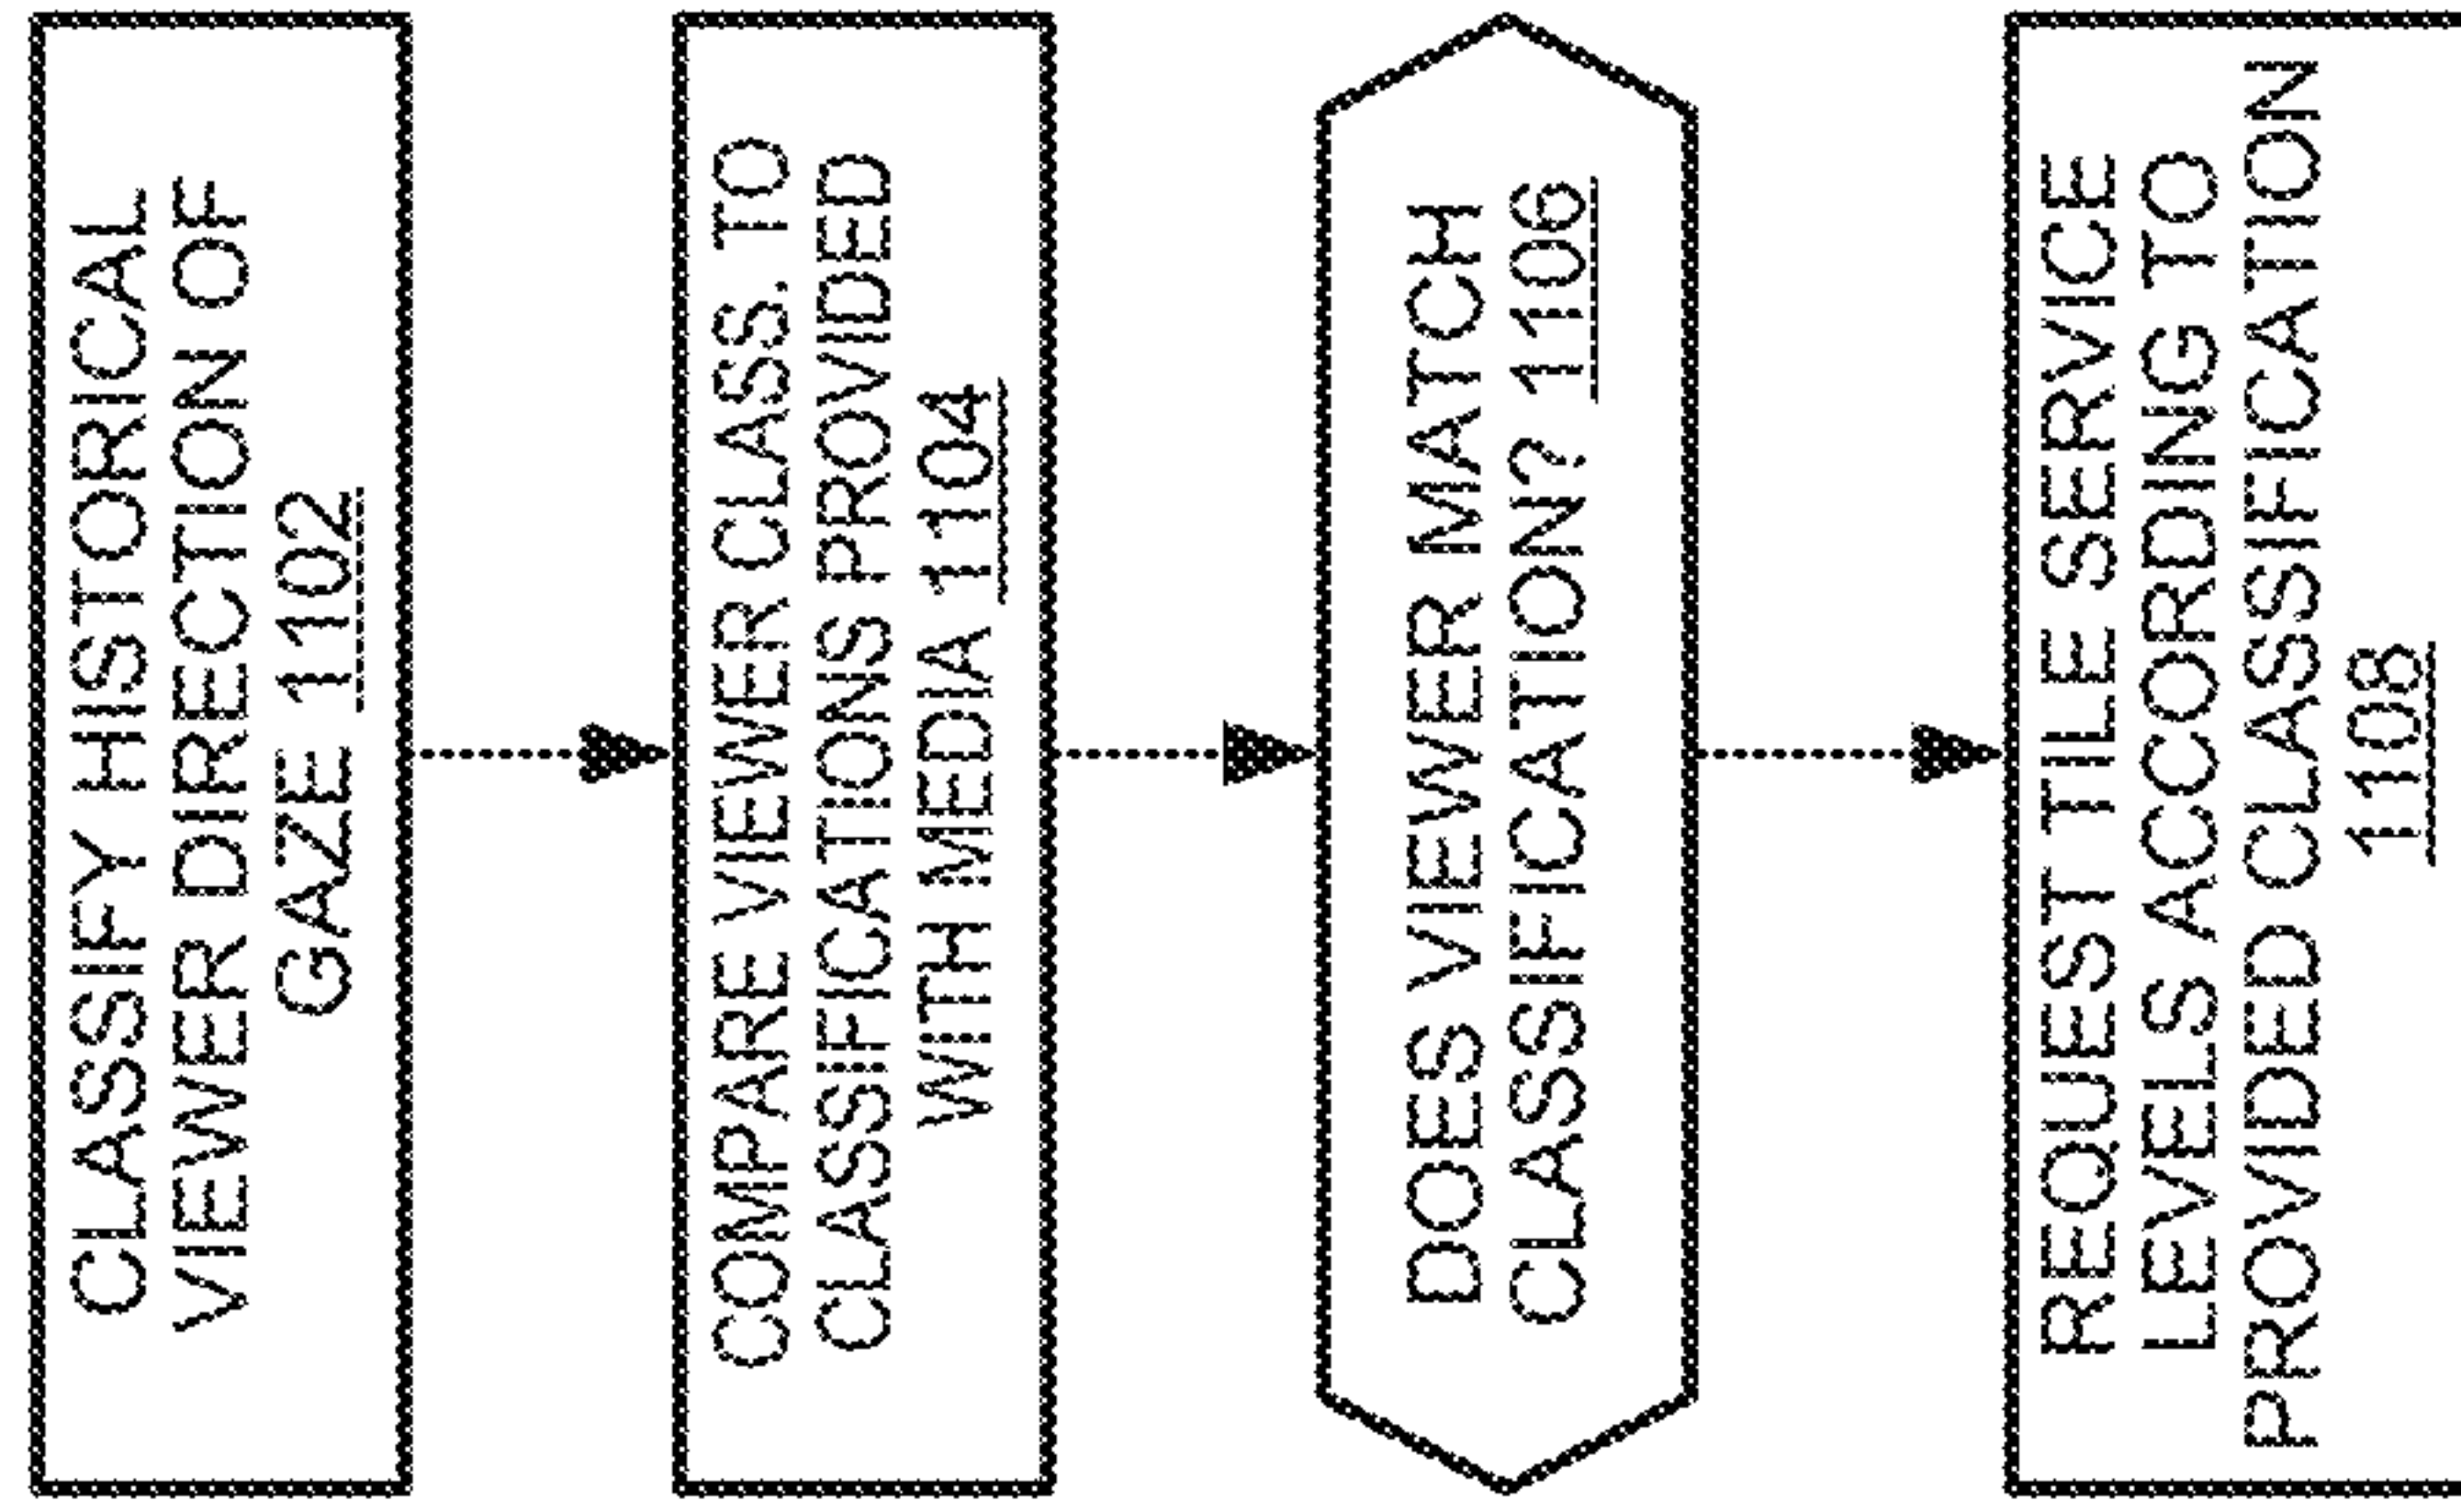 CLASSIFY HISTORICAL
VIEWER DIRECTION OF
GAZE 1102
COMPARE VIEWER CLASS. TO
CLASSIFICATIONS PROVIDED
WITH MEDIA 1104
DOES VIEWER MATCH
CLASSIFICATION? 1106
REQUEST TILE SERVICE
LEVELS ACCORDING TO
PROVIDED CLASSIFICATION
1108